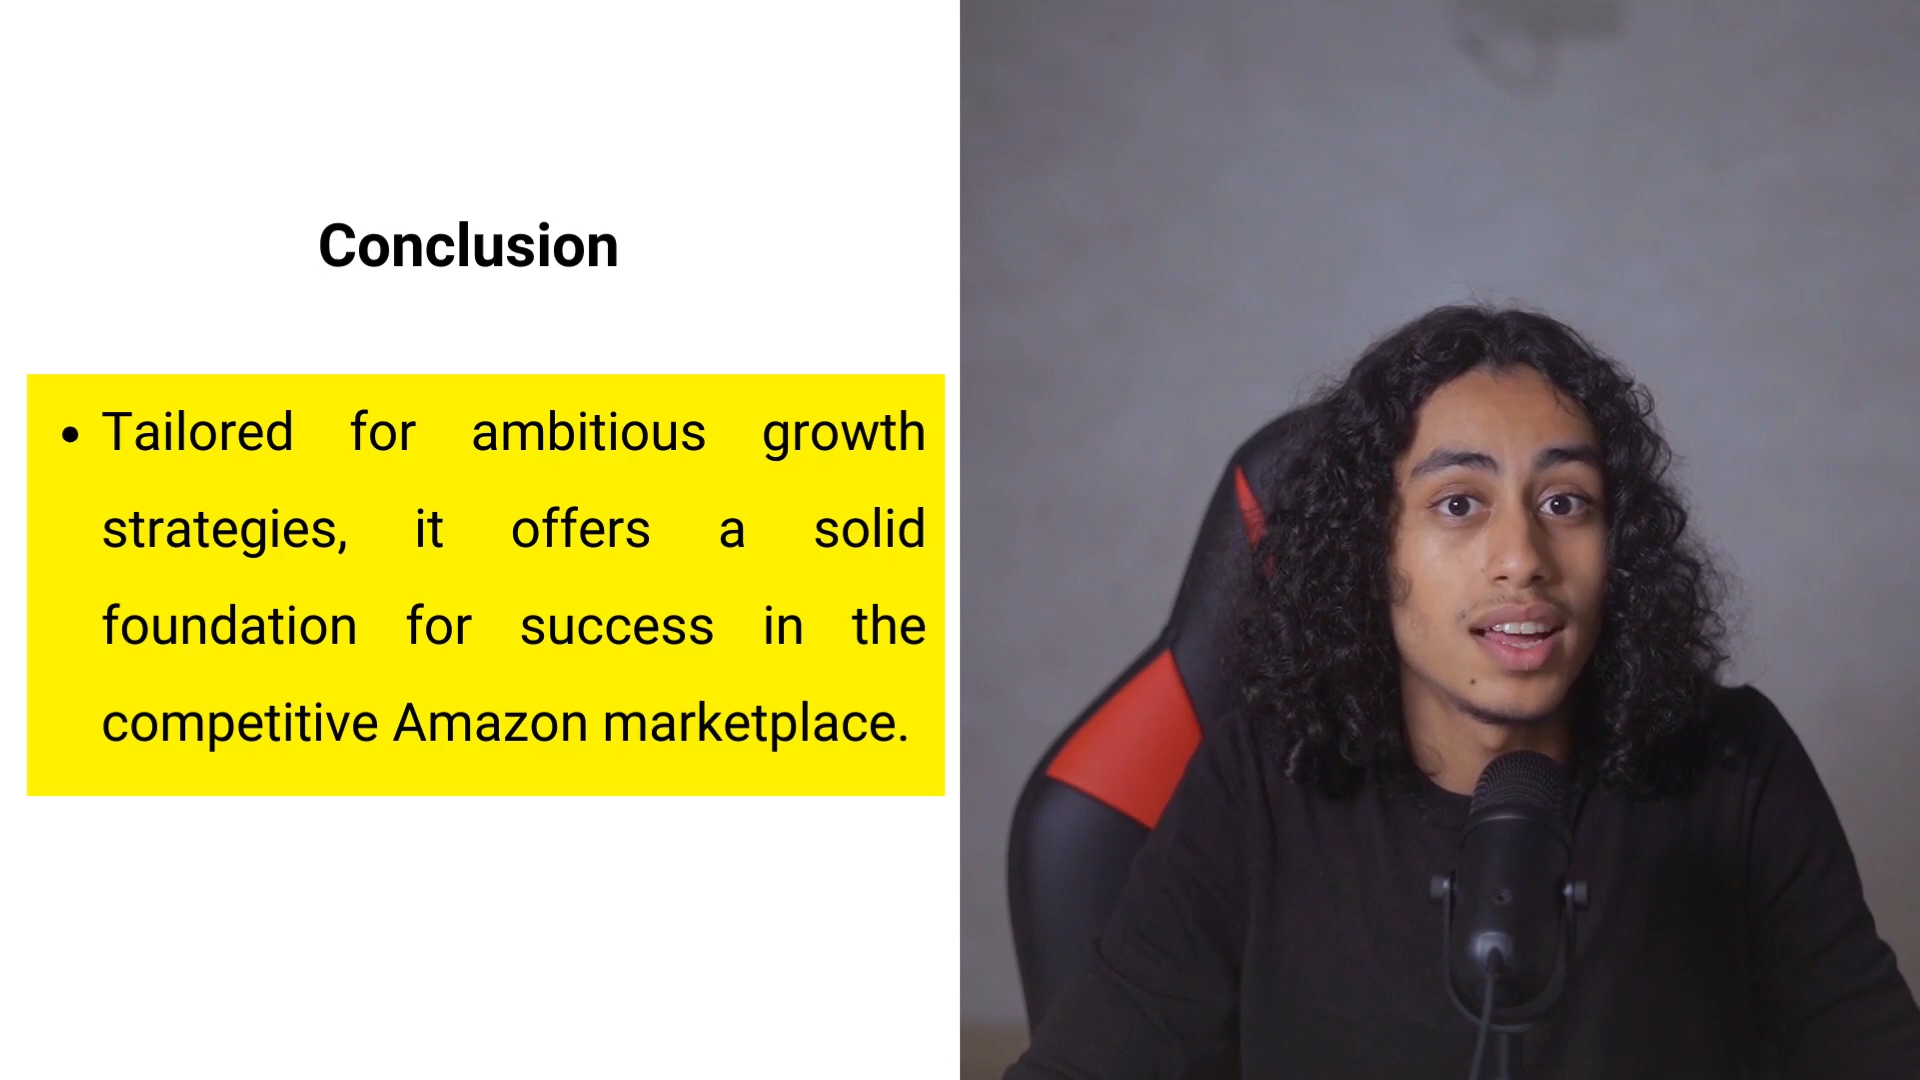 Conclusion
• Tailored for ambitious growth
strategies, it offers a solid
foundation for success in the
competitive Amazon marketplace.